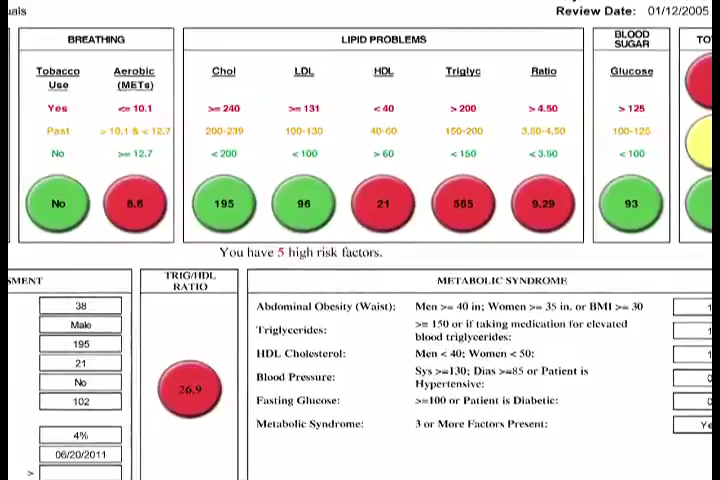 uals
Review Date: 01/12/2005
BREATHING
LIPID PROBLEMS
BLOOD SUGAR
TO
Tobacco Use
Aerobic (METs)
Chol
LDL
HDL
Triglyc
Ratio
Glucose
Yes
<= 10.1
>= 240
>= 131
< 40
> 200
> 4.50
> 125
Past
> 10.1 & < 12.7
200-239
100-130
40-60
150-200
3.50-4.50
100-125
No
>= 12.7
< 200
< 100
> 60
< 150
< 3.50
< 100
No
195
96
21
565
9.29
93
You have 5 high risk factors.
SMENT
TRIG/HDL RATIO
METABOLIC SYNDROME
38
Male
195
21
No
102
4%
06/20/2011
>
26.9
Abdominal Obesity (Waist): Men >= 40 in; Women >= 35 in. or BMI >= 30
Triglycerides: >= 150 or if taking medication for elevated
blood triglycerides:
HDL Cholesterol: Men < 40; Women < 50:
Blood Pressure: Sys >=130; Dias >=85 or Patient is
Hypertensive:
Fasting Glucose: >=100 or Patient is Diabetic:
Metabolic Syndrome: 3 or More Factors Present:
Ye